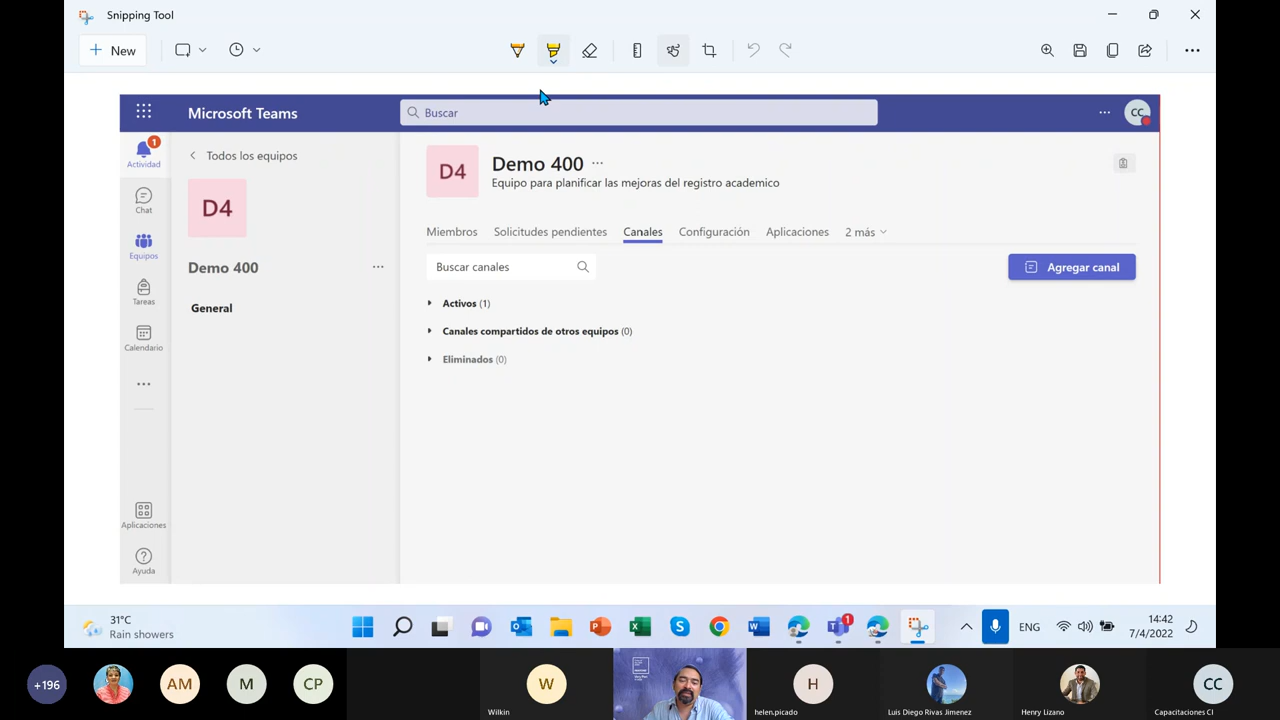 Snipping Tool
New
Microsoft Teams
Buscar
CC
1
Actividad
Chat
Equipos
Tareas
Calendario
Aplicaciones
Ayuda
Todos los equipos
D4
Demo 400
General
D4
Demo 400
Equipo para planificar las mejoras del registro academico
Miembros Solicitudes pendientes Canales Configuración Aplicaciones 2 más
Buscar canales
Agregar canal
Activos (1)
Canales compartidos de otros equipos (0)
Eliminados (0)
31°C
Rain showers
1
ENG
14:42
7/4/2022
+196
AM
M
CP
W
Wilkin
H
helen.picado
Luis Diego Rivas Jimenez
Henry Lizano
CC
Capacitaciones CI